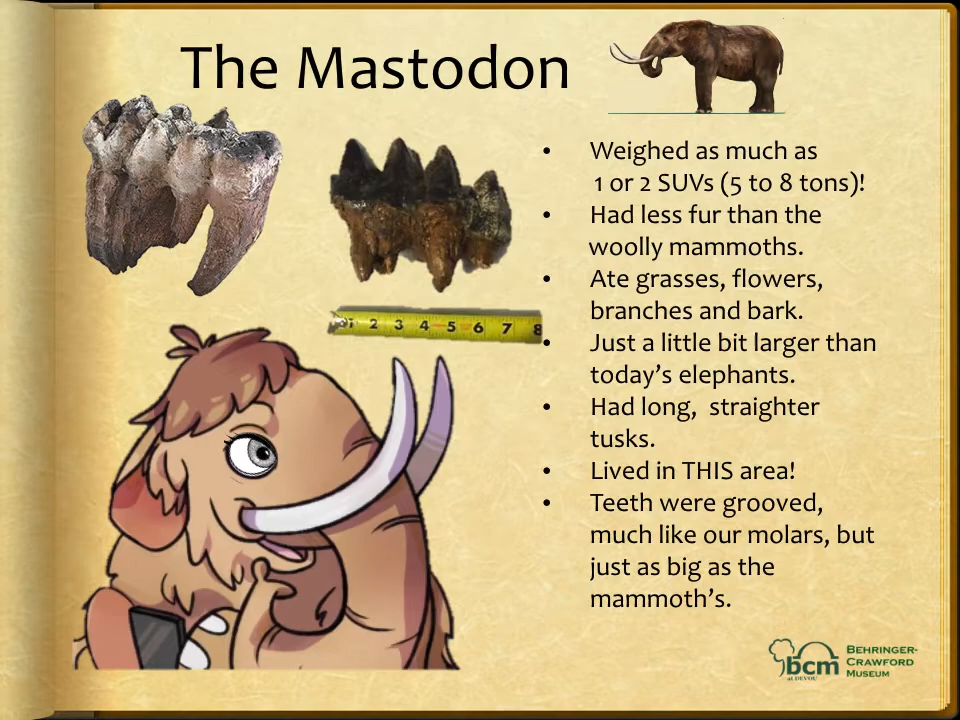 The Mastodon
• Weighed as much as
1 or 2 SUVs (5 to 8 tons)!
• Had less fur than the
woolly mammoths.
• Ate grasses, flowers,
branches and bark.
• Just a little bit larger than
today's elephants.
• Had long,  straighter
tusks.
• Lived in THIS area!
• Teeth were grooved,
much like our molars, but
just as big as the
mammoth's.
1 2 3 4 5 6 7 8
bcm
at DEVOU
BEHRINGER-
CRAWFORD
MUSEUM